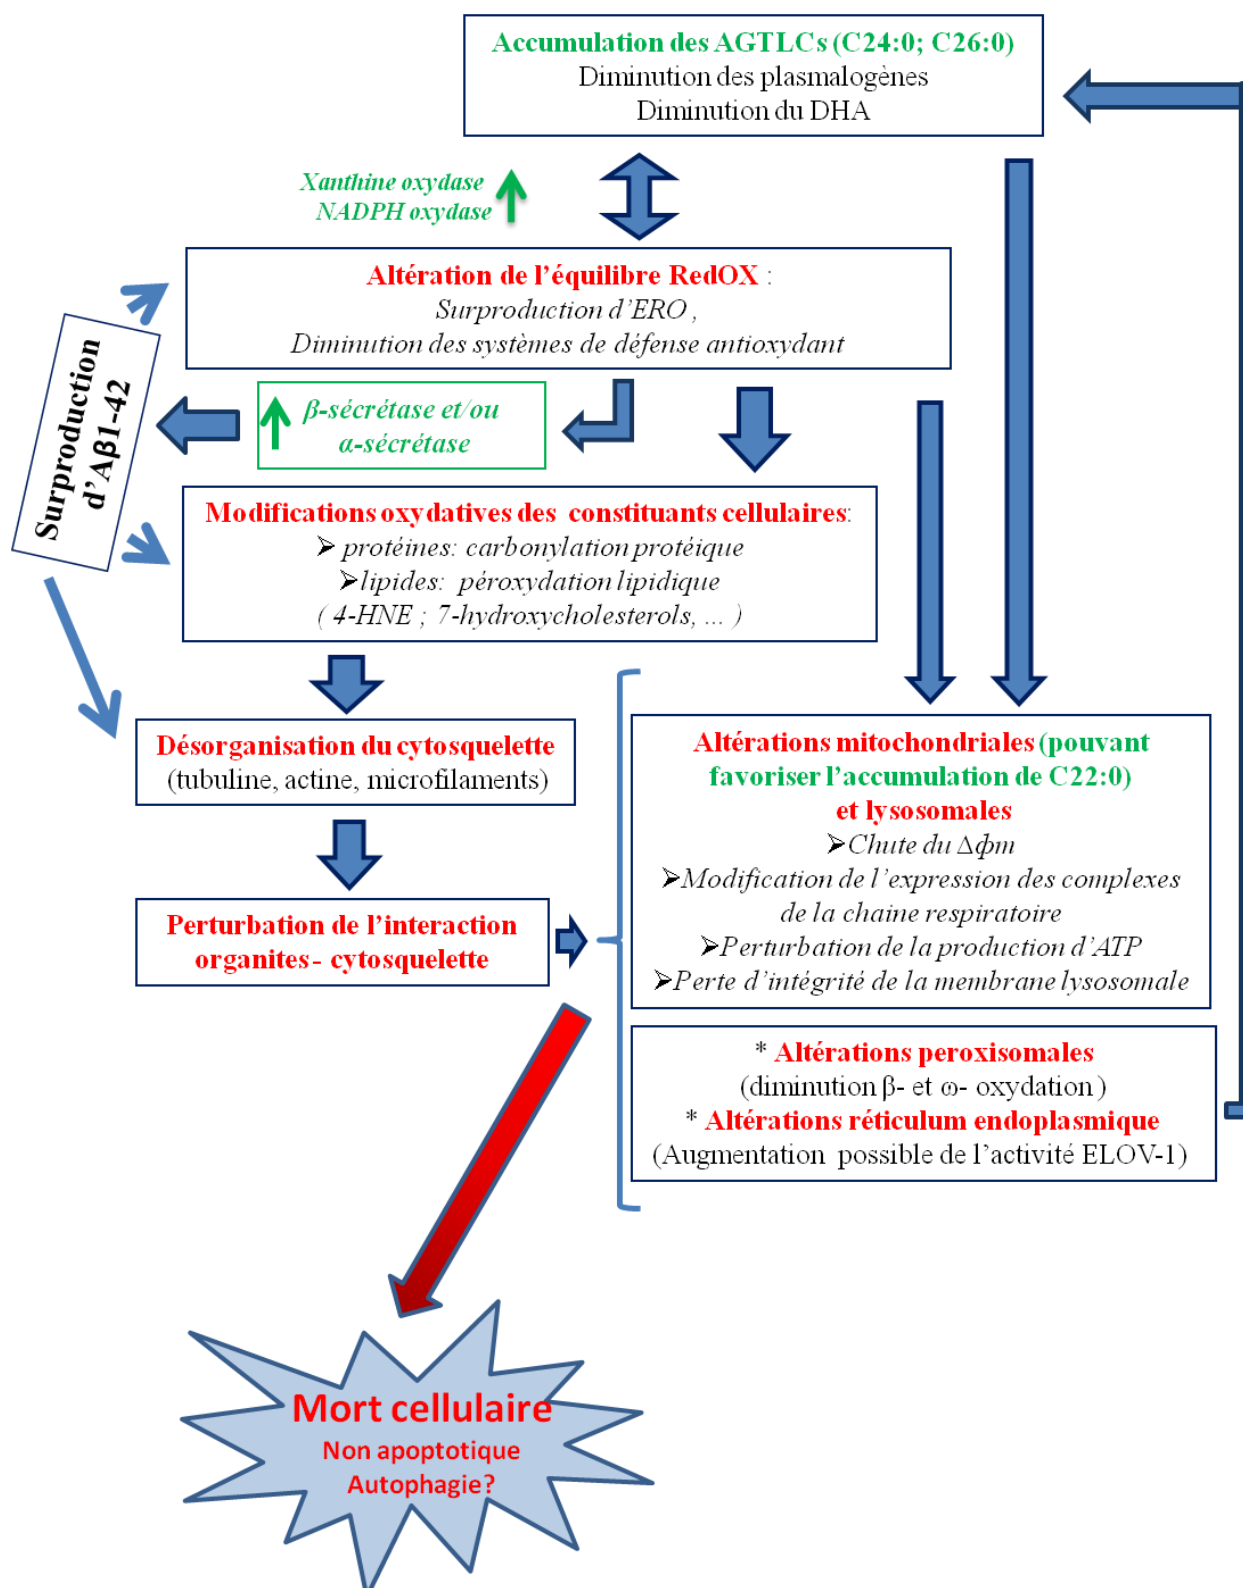 Accumulation des AGTLCs (C24:0; C26:0)
Diminution des plasmalogènes
Diminution du DHA
Xanthine oxydase
NADPH oxydase
Altération de l’équilibre RedOX :
Surproduction d’ERO ,
Diminution des systèmes de défense antioxydant
Surproduction
d’Aβ1-42
β-sécrétase et/ou
α-sécrétase
Modifications oxydatives des constituants cellulaires:
➤ protéines: carbonylation protéique
➤lipides: péroxydation lipidique
( 4-HNE ; 7-hydroxycholesterols, ... )
Désorganisation du cytosquelette
(tubuline, actine, microfilaments)
Perturbation de l’interaction
organites- cytosquelette
Altérations mitochondriales (pouvant
favoriser l’accumulation de C22:0)
et lysosomales
➤Chute du Δϕm
➤Modification de l’expression des complexes
de la chaine respiratoire
➤Perturbation de la production d’ATP
➤Perte d’intégrité de la membrane lysosomale
* Altérations peroxisomales
(diminution β- et ω- oxydation )
* Altérations réticulum endoplasmique
(Augmentation possible de l’activité ELOV-1)
Mort cellulaire
Non apoptotique
Autophagie?